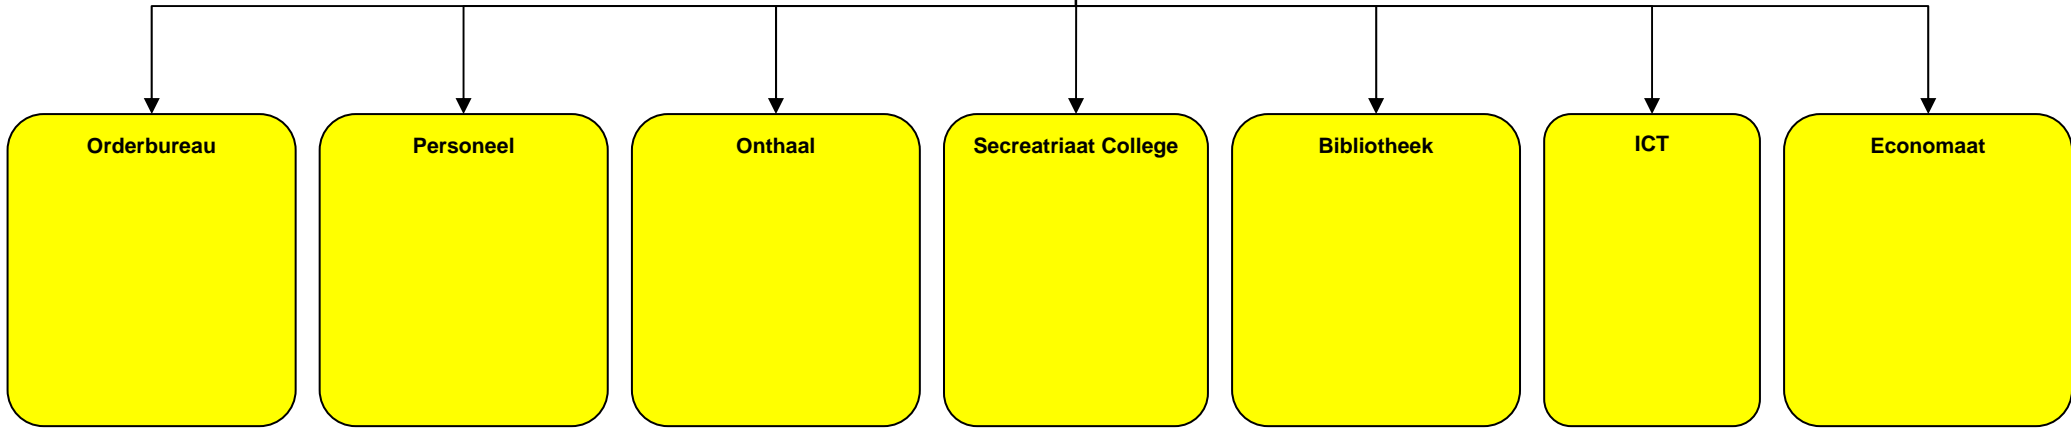 Orderbureau
Personeel
Onthaal
Secreatriaat College
Bibliotheek
ICT
Economaat